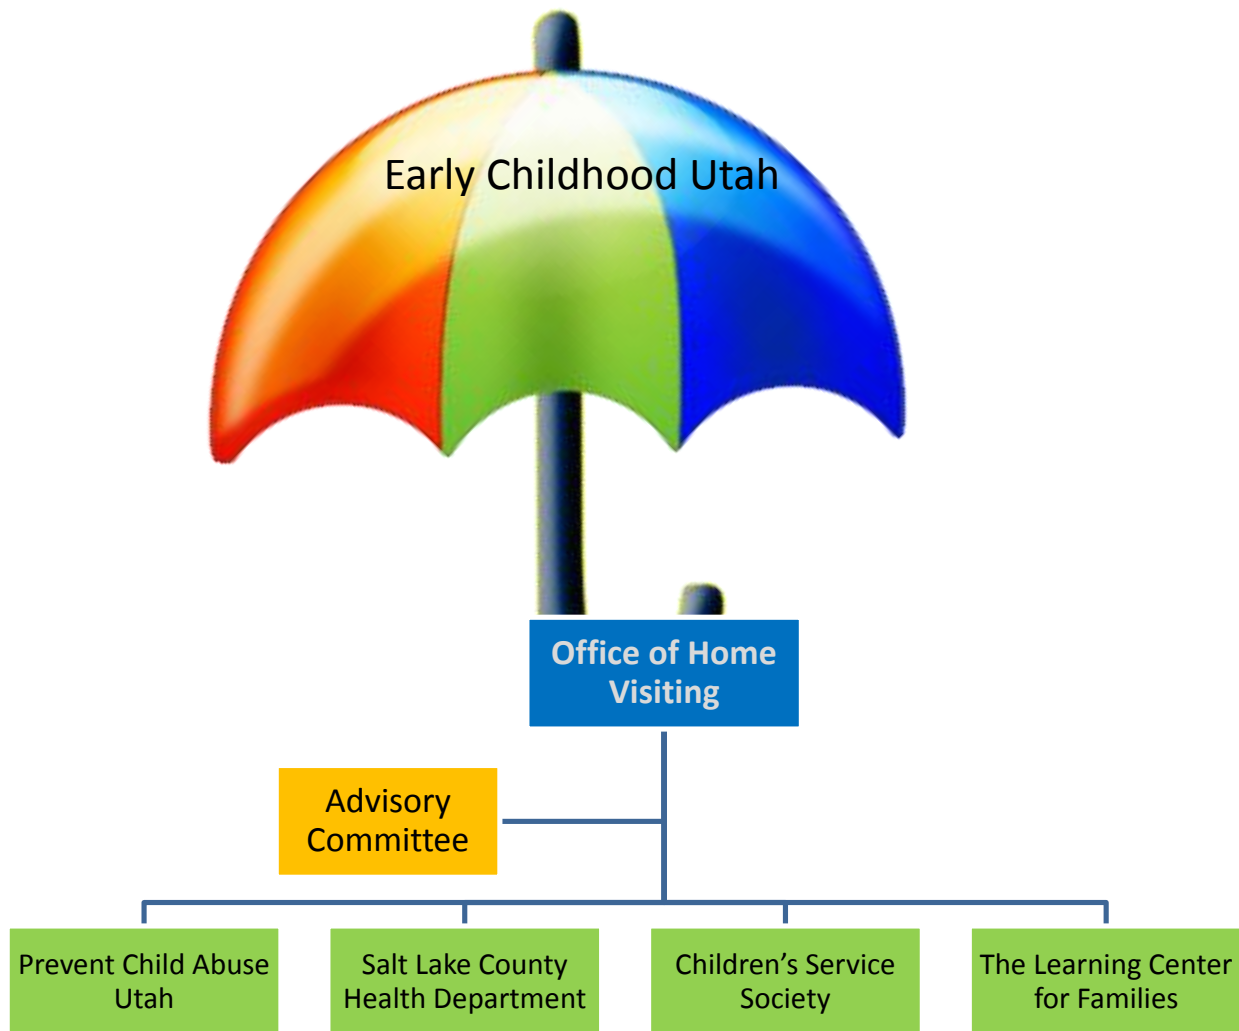 Early Childhood Utah
Office of Home
Visiting
Advisory
Committee
Prevent Child Abuse
Utah
Salt Lake County
Health Department
Children’s Service
Society
The Learning Center
for Families